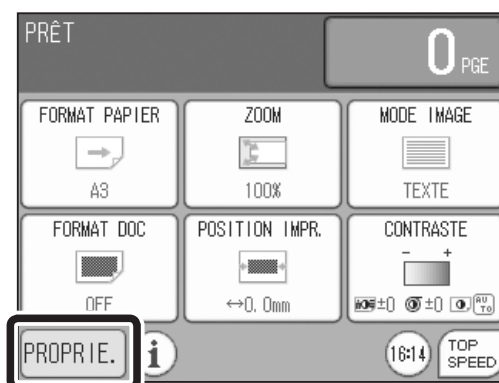 PRÊT
0 PGE
FORMAT PAPIER
A3
ZOOM
100%
MODE IMAGE
TEXTE
FORMAT DOC
OFF
POSITION IMPR.
↔0. 0mm
CONTRASTE
- +
±0 ±0 AUTO
PROPRIE.
i
16:14
TOP
SPEED